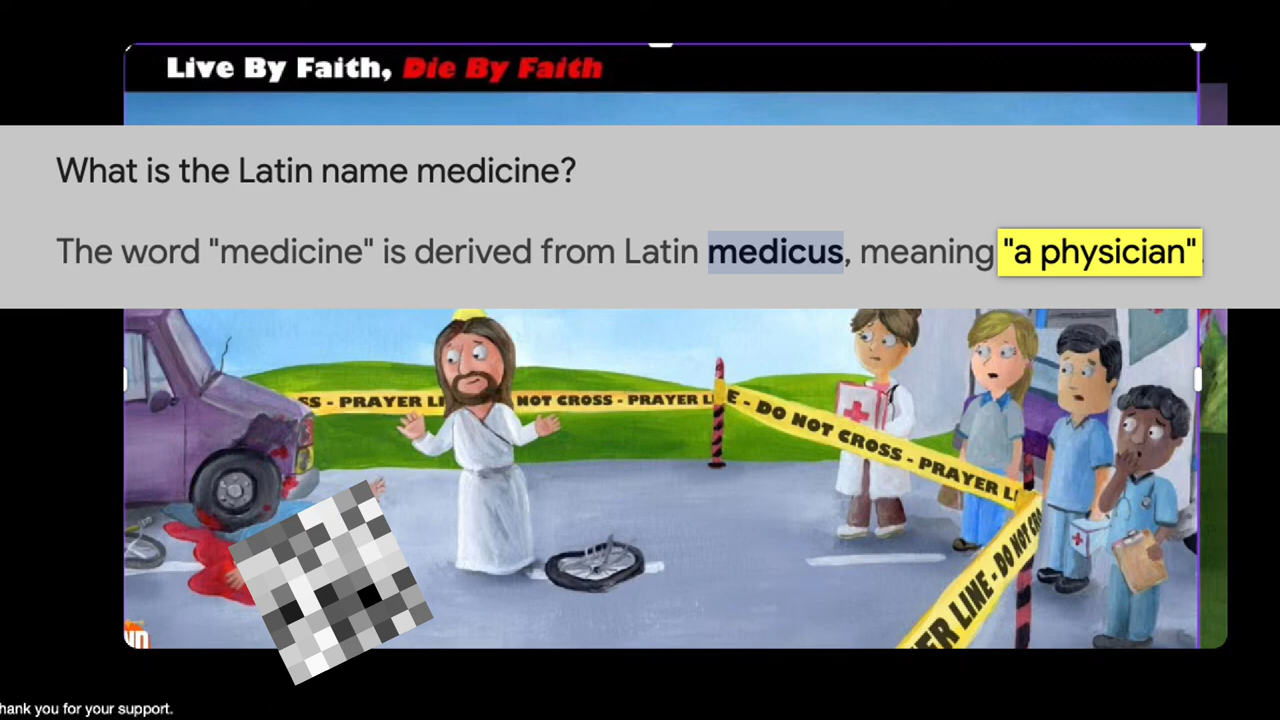 Live By Faith, Die By Faith
What is the Latin name medicine?
The word "medicine" is derived from Latin medicus, meaning "a physician".
SS - PRAYER LI NOT CROSS - PRAYER LI E - DO NOT CROSS - PRAYER L
ER LINE - DO NOT CRO
hank you for your support.